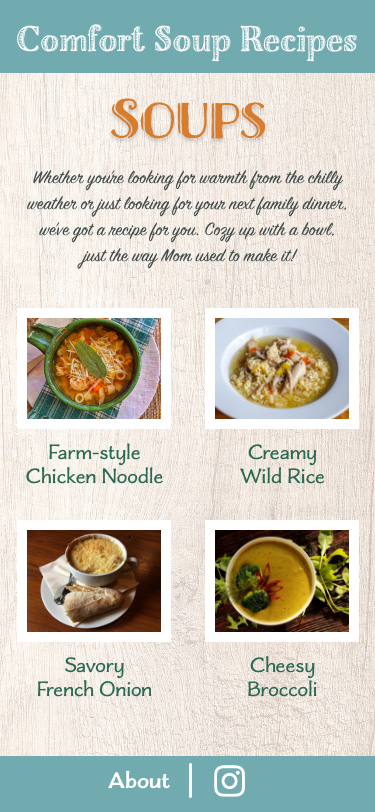 Comfort Soup Recipes
SOUPS
Whether you're looking for warmth from the chilly
weather or just looking for your next family dinner,
we've got a recipe for you. Cozy up with a bowl,
just the way Mom used to make it!
Farm-style
Chicken Noodle
Creamy
Wild Rice
Savory
French Onion
Cheesy
Broccoli
About